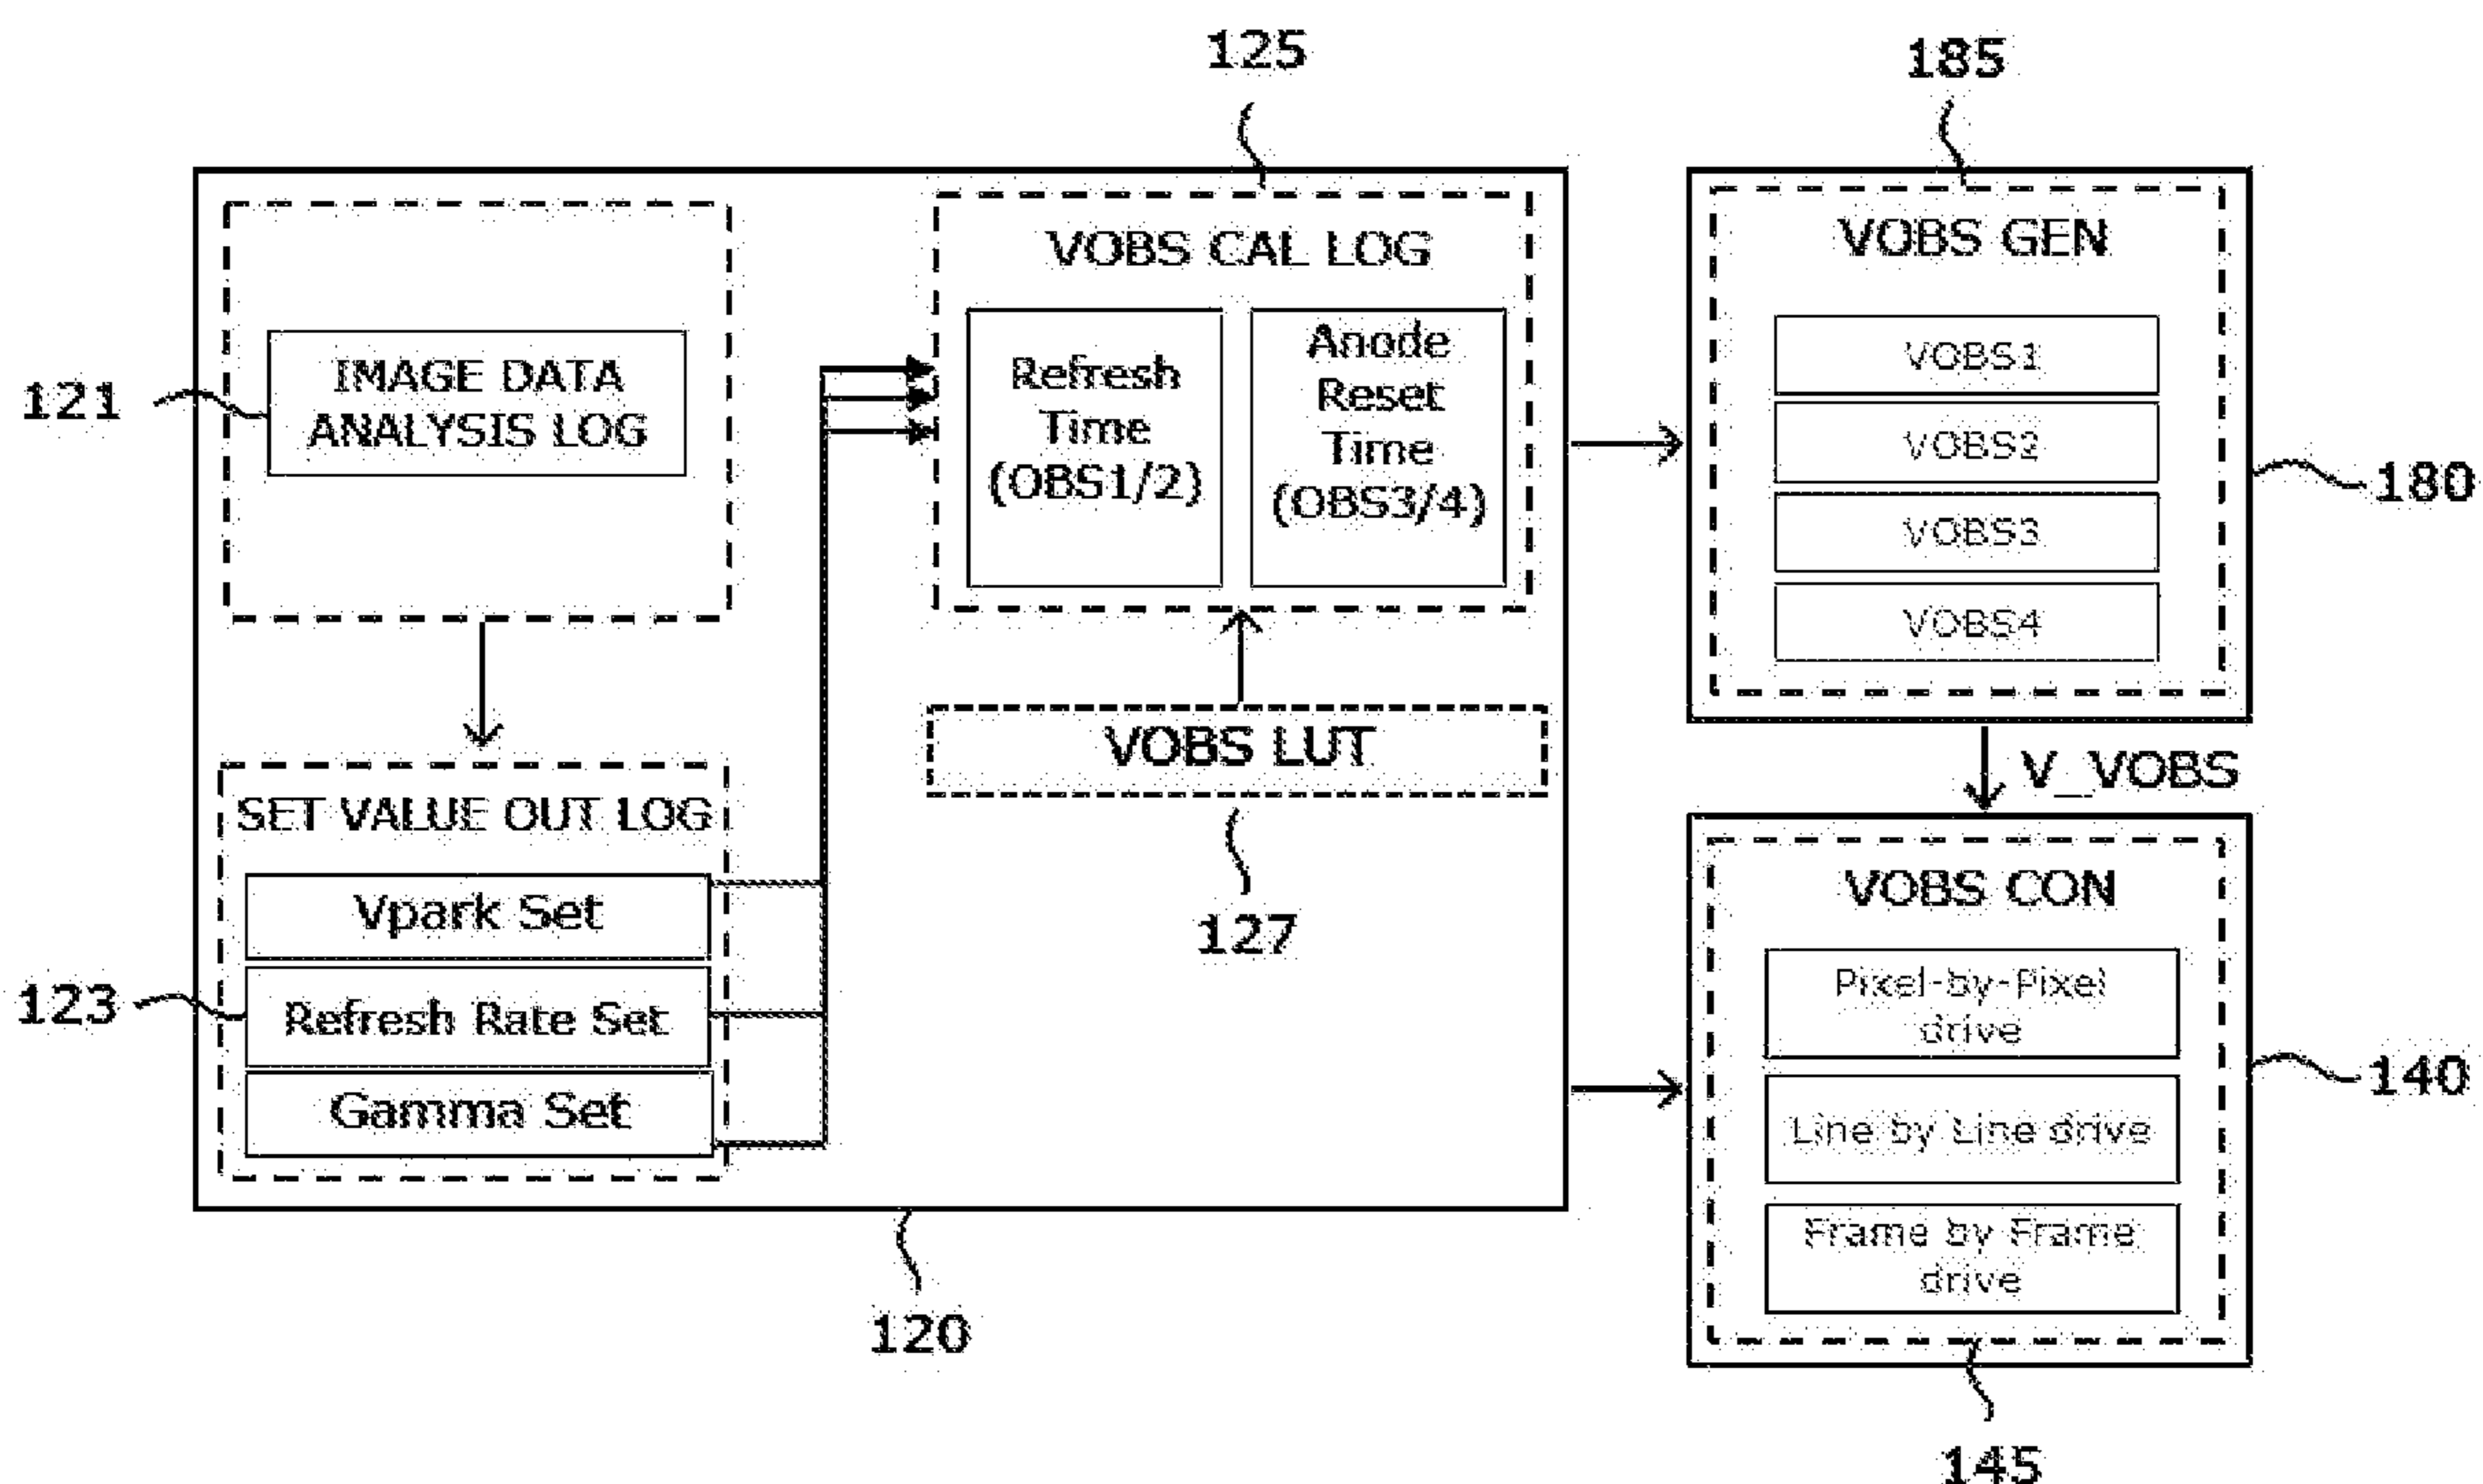 125
185
VOBS CAL LOG
VOBS GEN
IMAGE DATA
ANALYSIS LOG
121
Refresh
Time
(OBS1/2)
Anode
Reset
Time
(OBS3/4)
VOBS1
VOBS2
VOBS3
VOBS4
180
VOBS LUT
127
V_VOBS
SET VALUE OUT LOG
Vpark Set
Refresh Rate Set
Gamma Set
123
VOBS CON
Pixel-by-Pixel
drive
Line by Line drive
Frame by Frame
drive
140
120
145